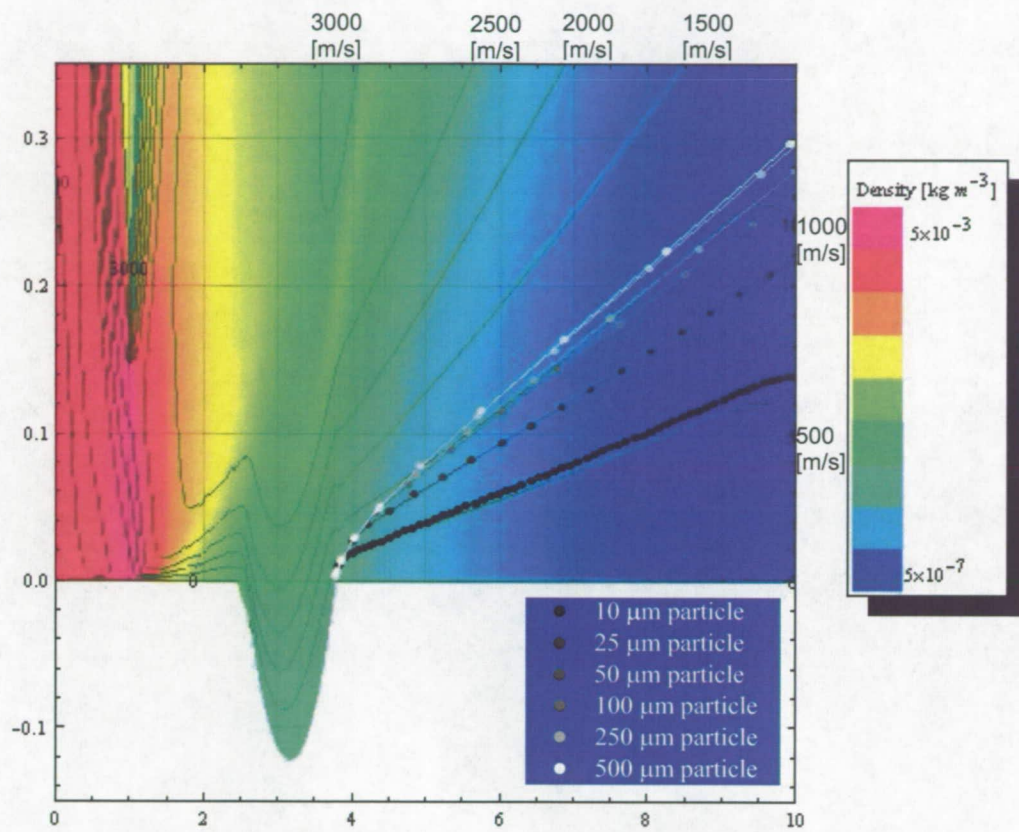 3000 [m/s]
2500 [m/s]
2000 [m/s]
1500 [m/s]
0.3
0.2
0.1
0.0
-0.1
0
1000 [m/s]
500 [m/s]
Density [kg m⁻³]
5×10⁻³
5×10⁻⁷
10 µm particle
25 µm particle
50 µm particle
100 µm particle
250 µm particle
500 µm particle
0 2 4 6 8 10